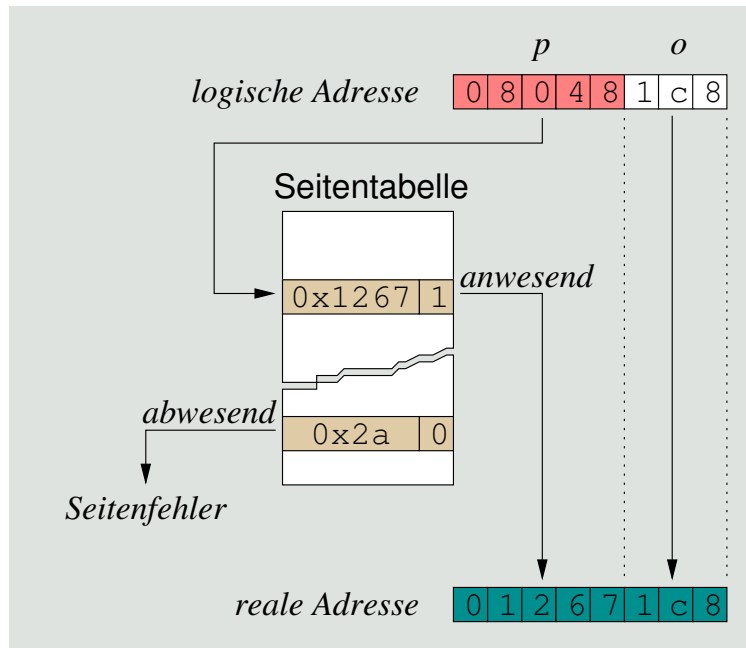 p o
logische Adresse 0 8 0 4 8 1 c 8
Seitentabelle
0x1267 1 anwesend
abwesend
0x2a 0
Seitenfehler
reale Adresse 0 1 2 6 7 1 c 8